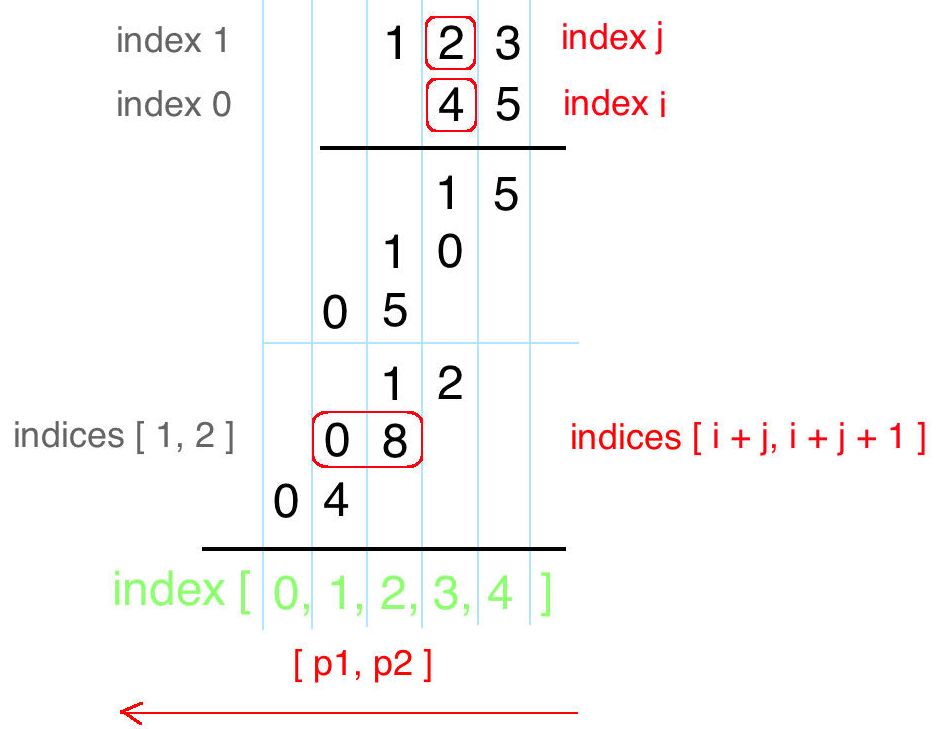 index 1 1 2 3 index j
index 0 4 5 index i
1 5
1 0
0 5
1 2
indices [ 1, 2 ] 0 8 indices [ i + j, i + j + 1 ]
0 4
index [ 0, 1, 2, 3, 4 ]
[ p1, p2 ]